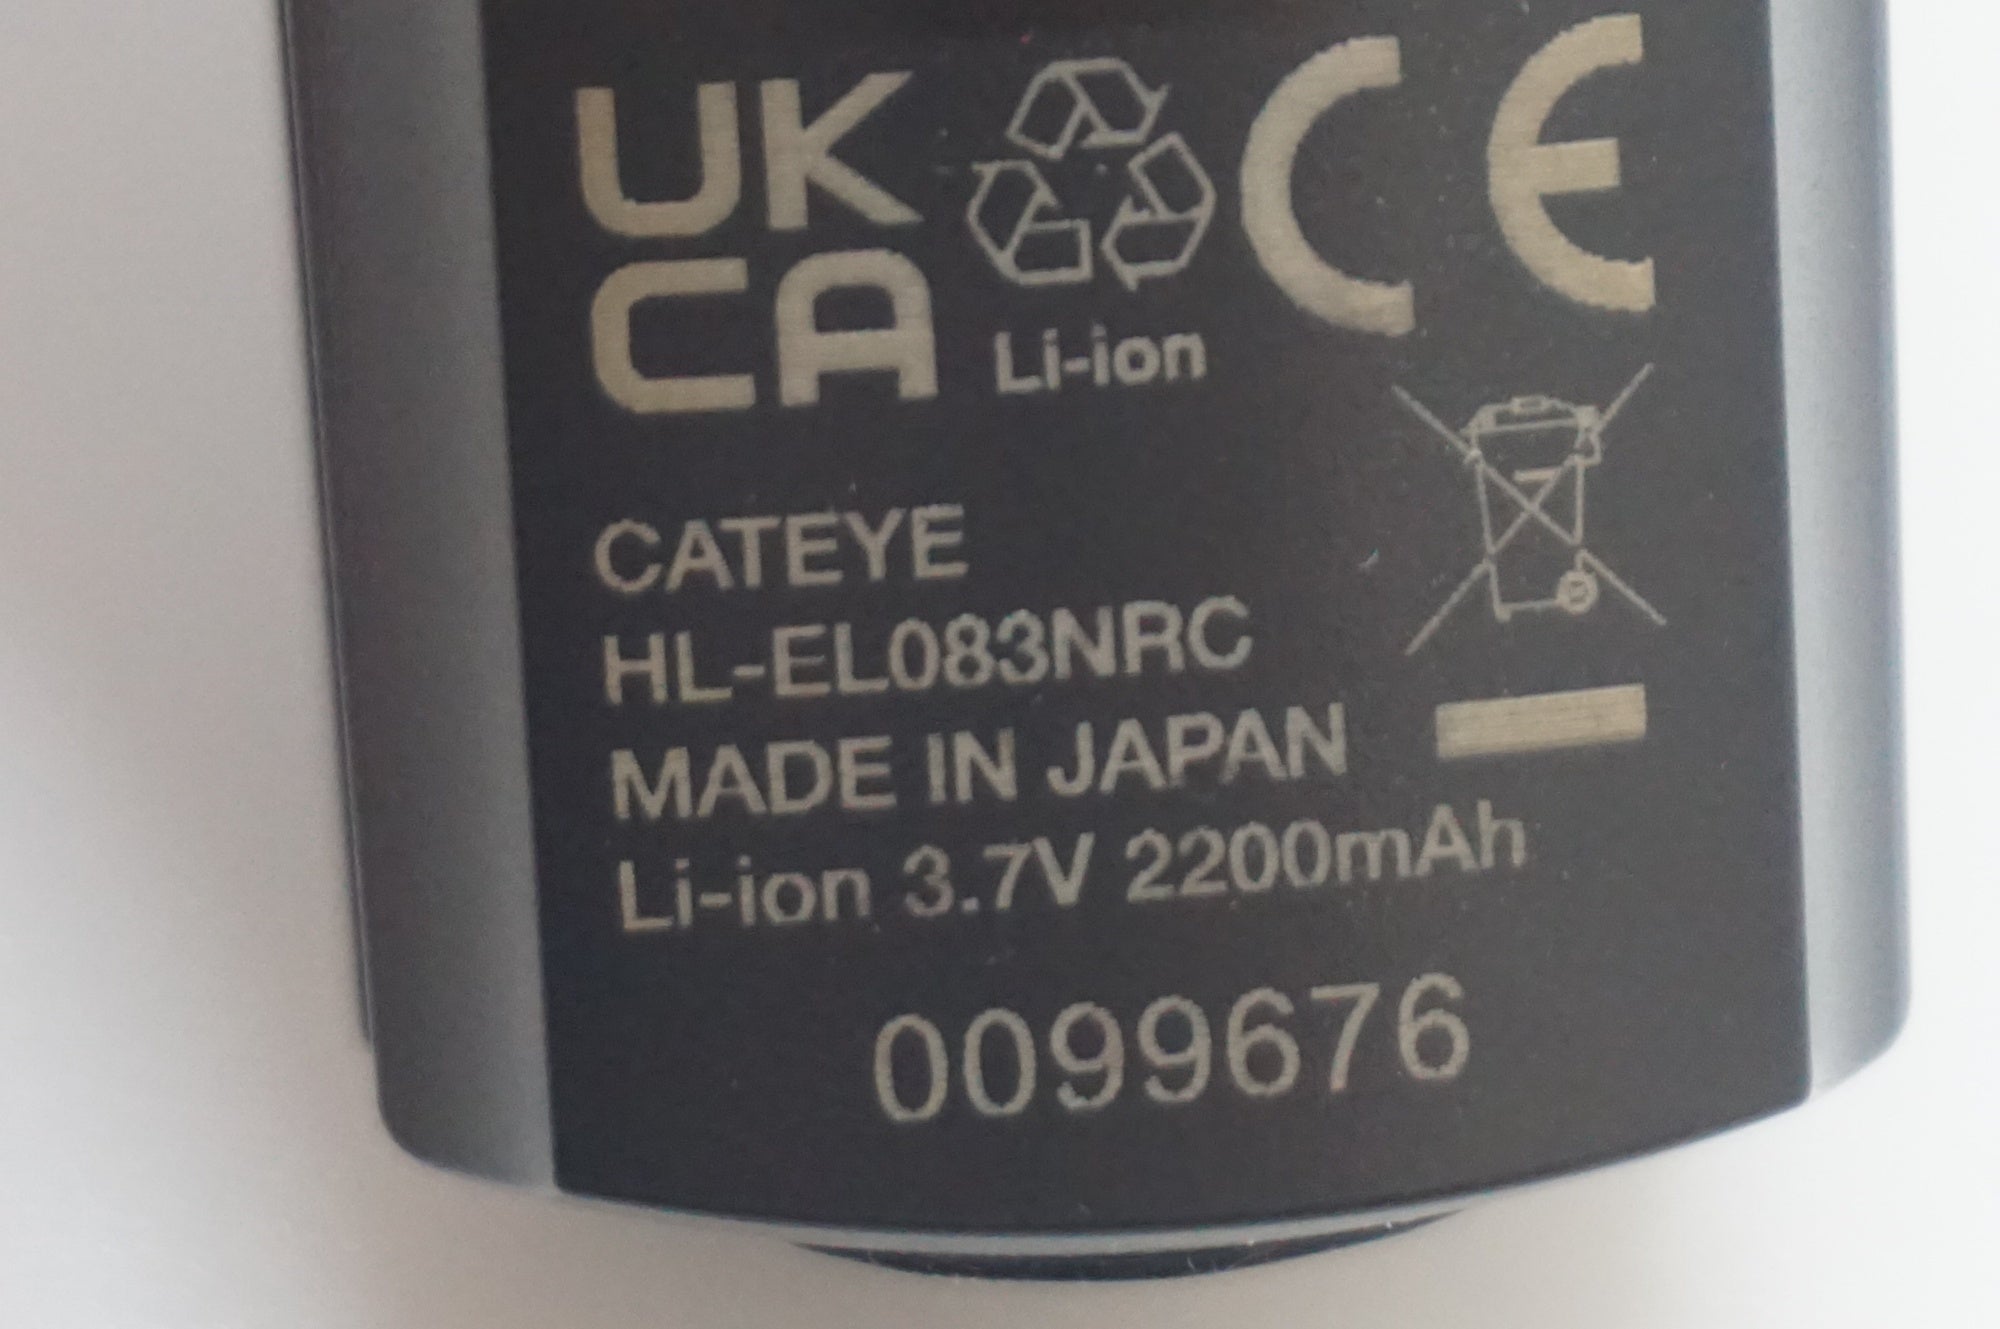 UK
CA
CE
Li-ion
CATEYE
HL-EL083NRC
MADE IN JAPAN
Li-ion 3.7V 2200mAh
0099676